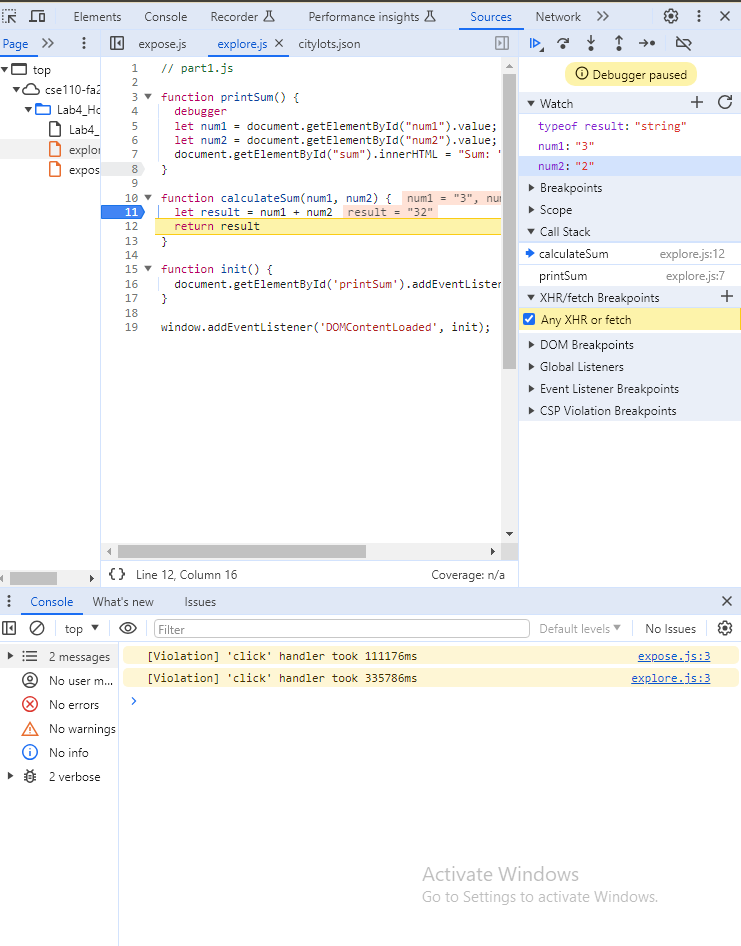 Elements Console Recorder Performance insights Sources Network
Page
expose.js explore.js citylots.json
top
cse110-fa2
Lab4_Ho
Lab4_
explor
expos
1 // part1.js
2
3 function printSum() {
4 debugger
5 let num1 = document.getElementById("num1").value;
6 let num2 = document.getElementById("num2").value;
7 document.getElementById("sum").innerHTML = "Sum: "
8 }
9
10 function calculateSum(num1, num2) { num1 = "3", num
11 let result = num1 + num2 result = "32"
12 return result
13 }
14
15 function init() {
16 document.getElementById('printSum').addEventListen
17 }
18
19 window.addEventListener('DOMContentLoaded', init);
{} Line 12, Column 16 Coverage: n/a
Debugger paused
Watch
typeof result: "string"
num1: "3"
num2: "2"
Breakpoints
Scope
Call Stack
calculateSum explore.js:12
printSum explore.js:7
XHR/fetch Breakpoints
Any XHR or fetch
DOM Breakpoints
Global Listeners
Event Listener Breakpoints
CSP Violation Breakpoints
Console What's new Issues
top Filter Default levels No Issues
2 messages
No user m...
No errors
No warnings
No info
2 verbose
[Violation] 'click' handler took 111176ms expose.js:3
[Violation] 'click' handler took 335786ms explore.js:3
Activate Windows
Go to Settings to activate Windows.